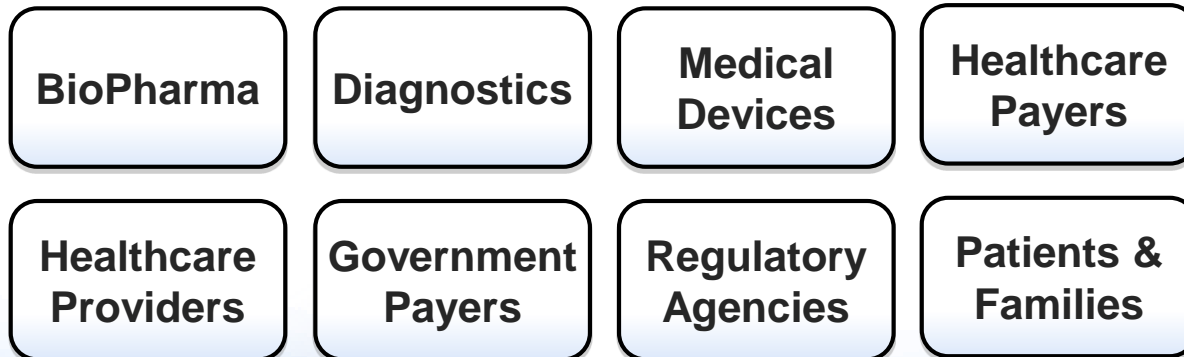 BioPharma
Diagnostics
Medical
Devices
Healthcare
Payers
Healthcare
Providers
Government
Payers
Regulatory
Agencies
Patients &
Families